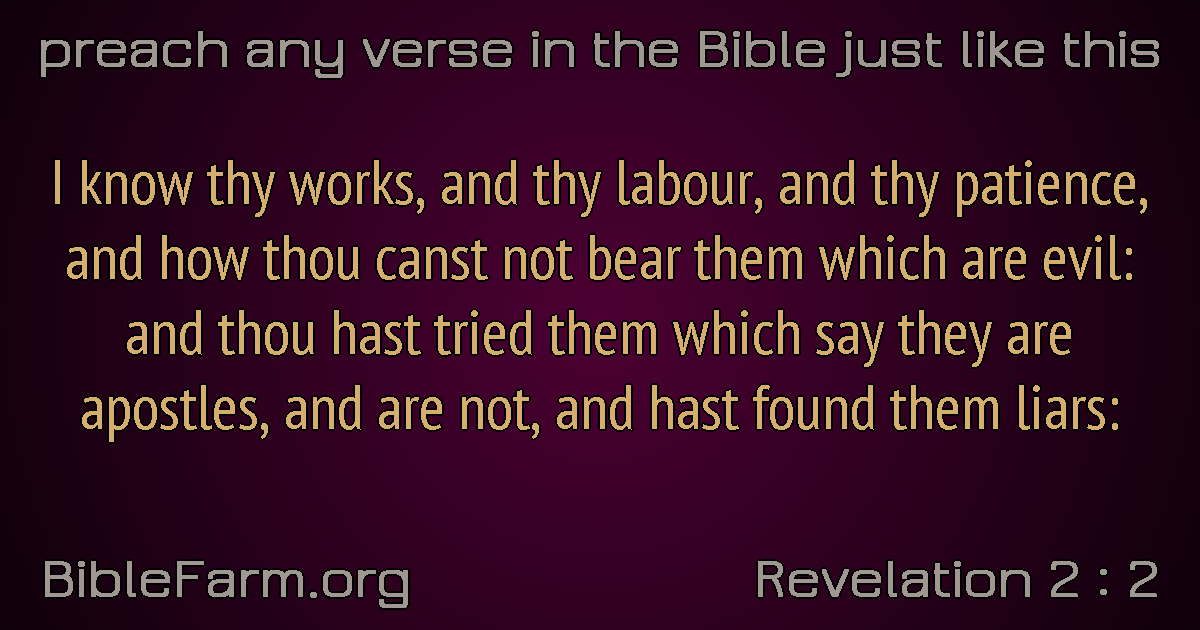 preach any verse in the Bible just like this
I know thy works, and thy labour, and thy patience,
and how thou canst not bear them which are evil:
and thou hast tried them which say they are
apostles, and are not, and hast found them liars:
BibleFarm.org
Revelation 2 : 2